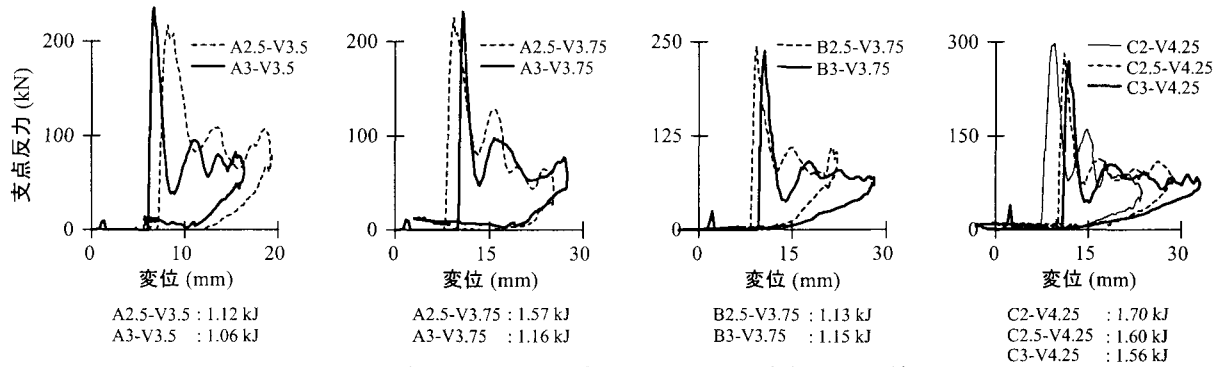 支点反力 (kN)
200
100
0
0
10
20
変位 (mm)
A2.5-V3.5
A3-V3.5
A2.5-V3.5 : 1.12 kJ
A3-V3.5 : 1.06 kJ
200
100
0
0
15
30
変位 (mm)
A2.5-V3.75
A3-V3.75
A2.5-V3.75 : 1.57 kJ
A3-V3.75 : 1.16 kJ
250
125
0
0
15
30
変位 (mm)
B2.5-V3.75
B3-V3.75
B2.5-V3.75 : 1.13 kJ
B3-V3.75 : 1.15 kJ
300
150
0
0
15
30
変位 (mm)
C2-V4.25
C2.5-V4.25
C3-V4.25
C2-V4.25 : 1.70 kJ
C2.5-V4.25 : 1.60 kJ
C3-V4.25 : 1.56 kJ